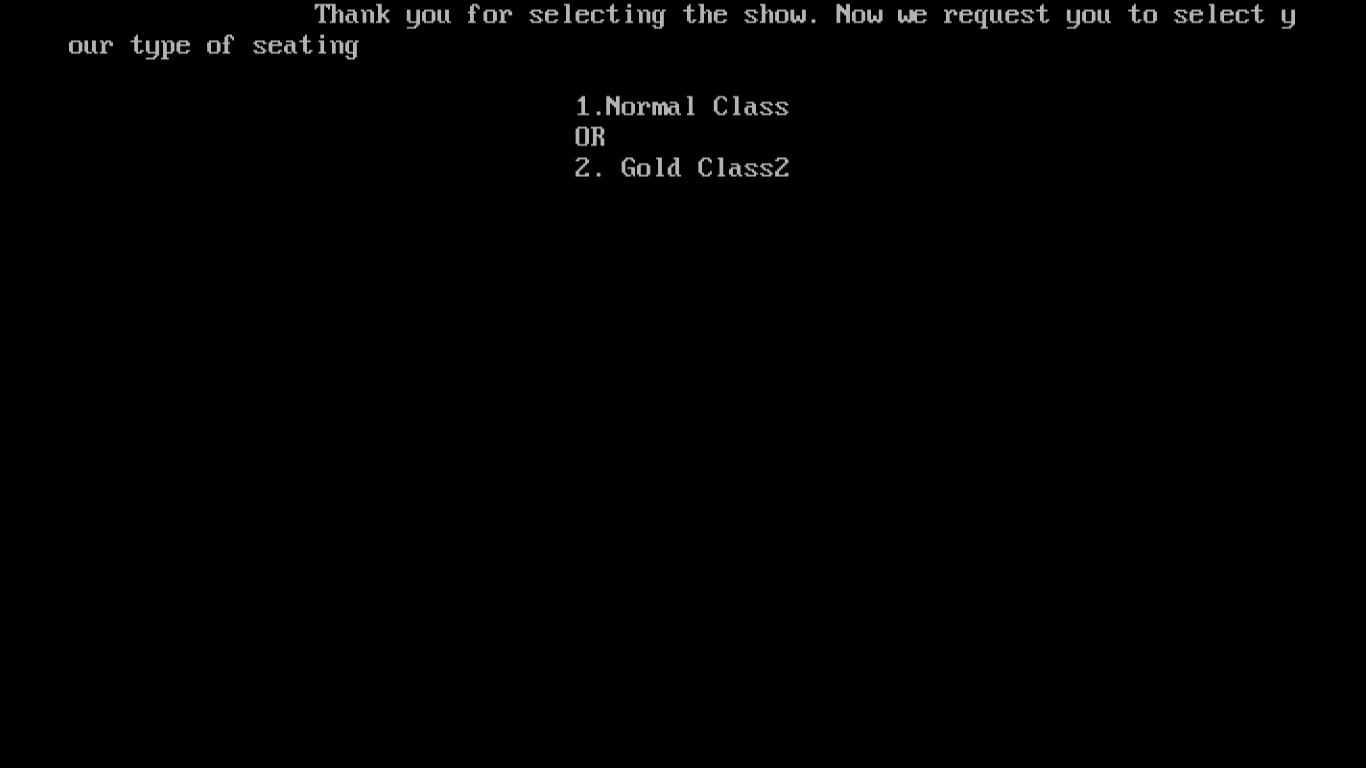 Thank you for selecting the show. Now we request you to select y
our type of seating
1.Normal Class
OR
2. Gold Class2